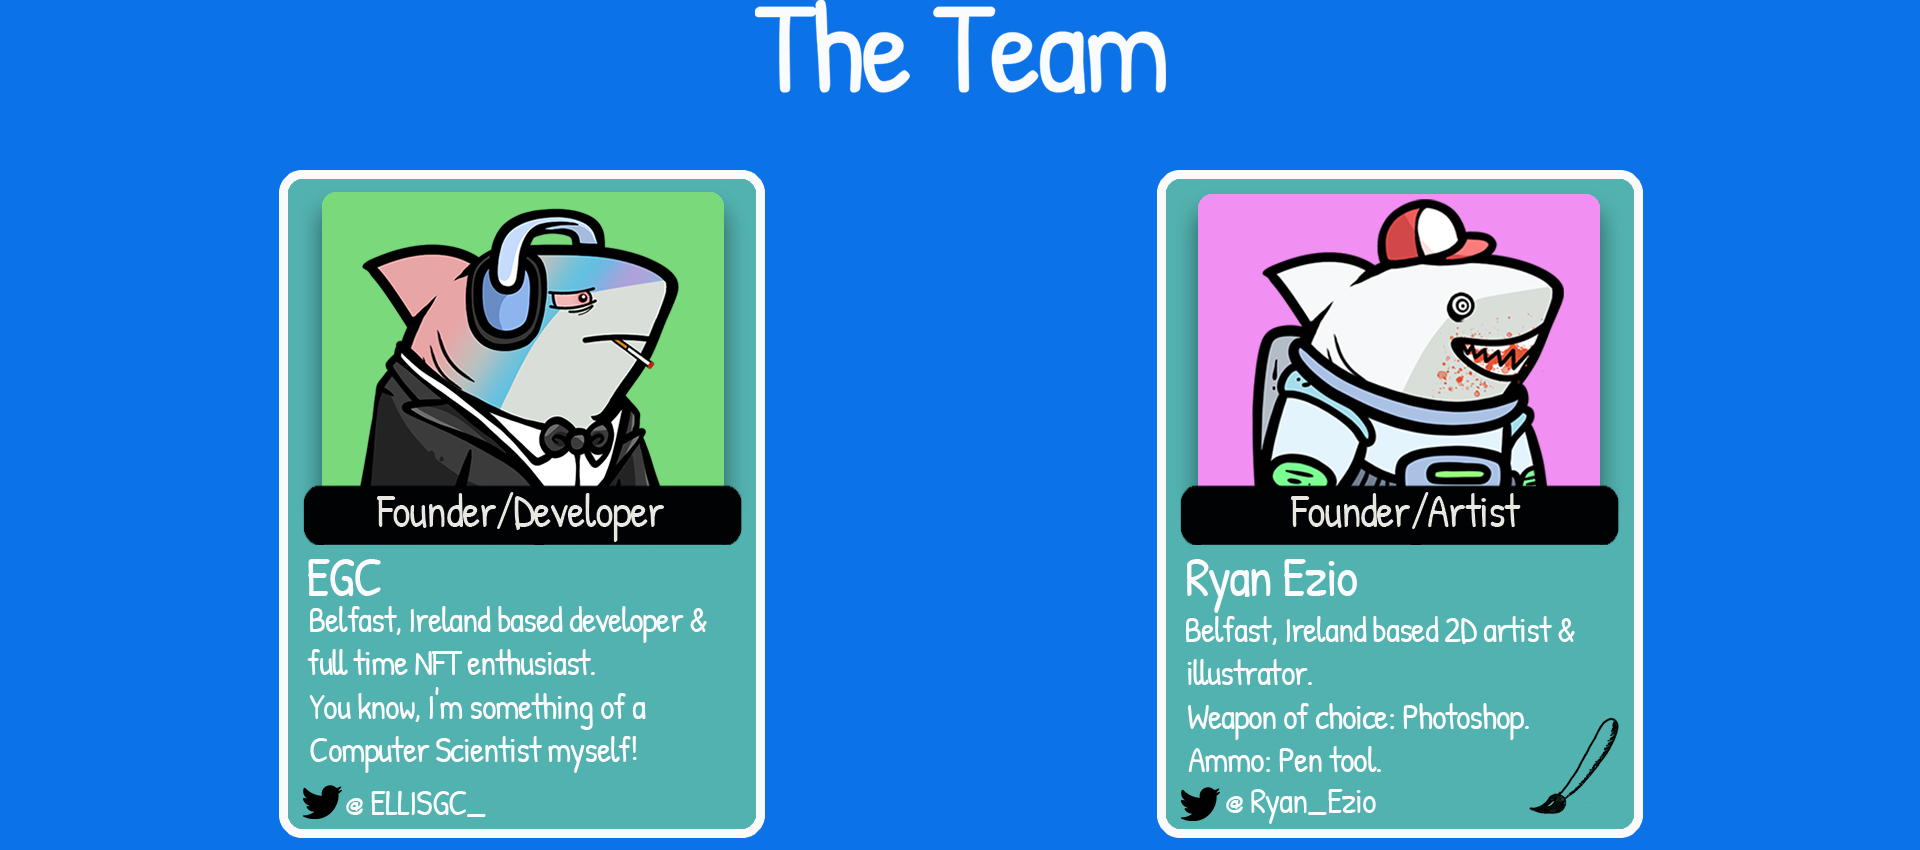 The Team
Founder/Developer
EGC
Belfast, Ireland based developer &
full time NFT enthusiast.
You know, I'm something of a
Computer Scientist myself!
@ ELLISGC_
Founder/Artist
Ryan Ezio
Belfast, Ireland based 2D artist &
illustrator.
Weapon of choice: Photoshop.
Ammo: Pen tool.
@ Ryan_Ezio